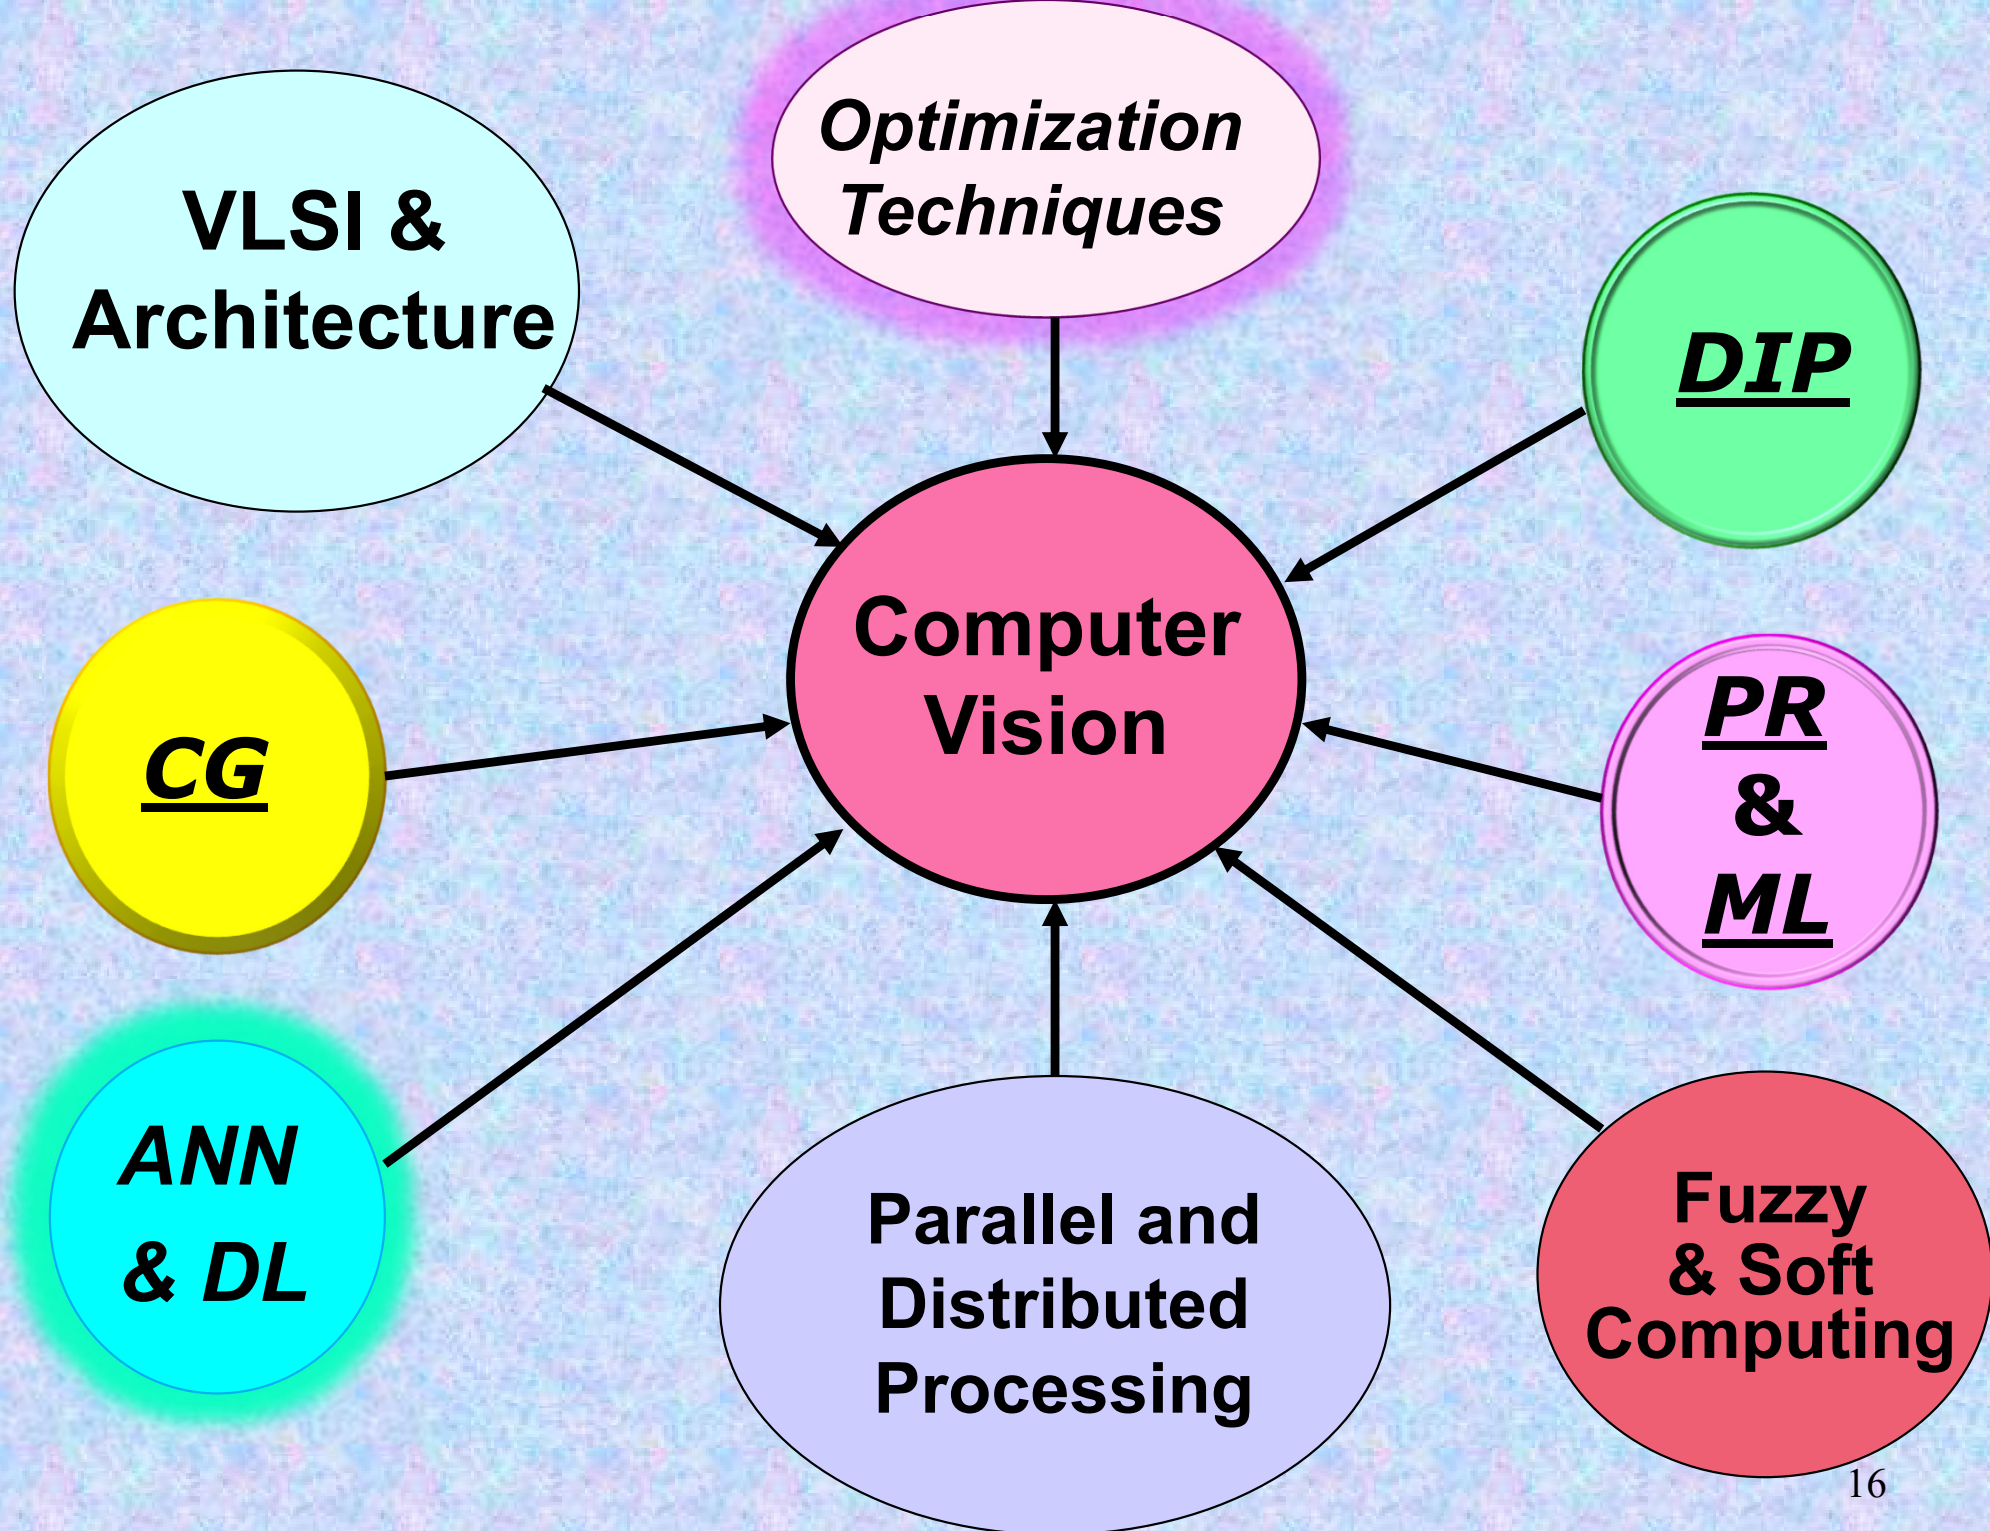 Optimization
Techniques
VLSI &
Architecture
DIP
Computer
Vision
CG
PR
&
ML
ANN
& DL
Parallel and
Distributed
Processing
Fuzzy
& Soft
Computing
16